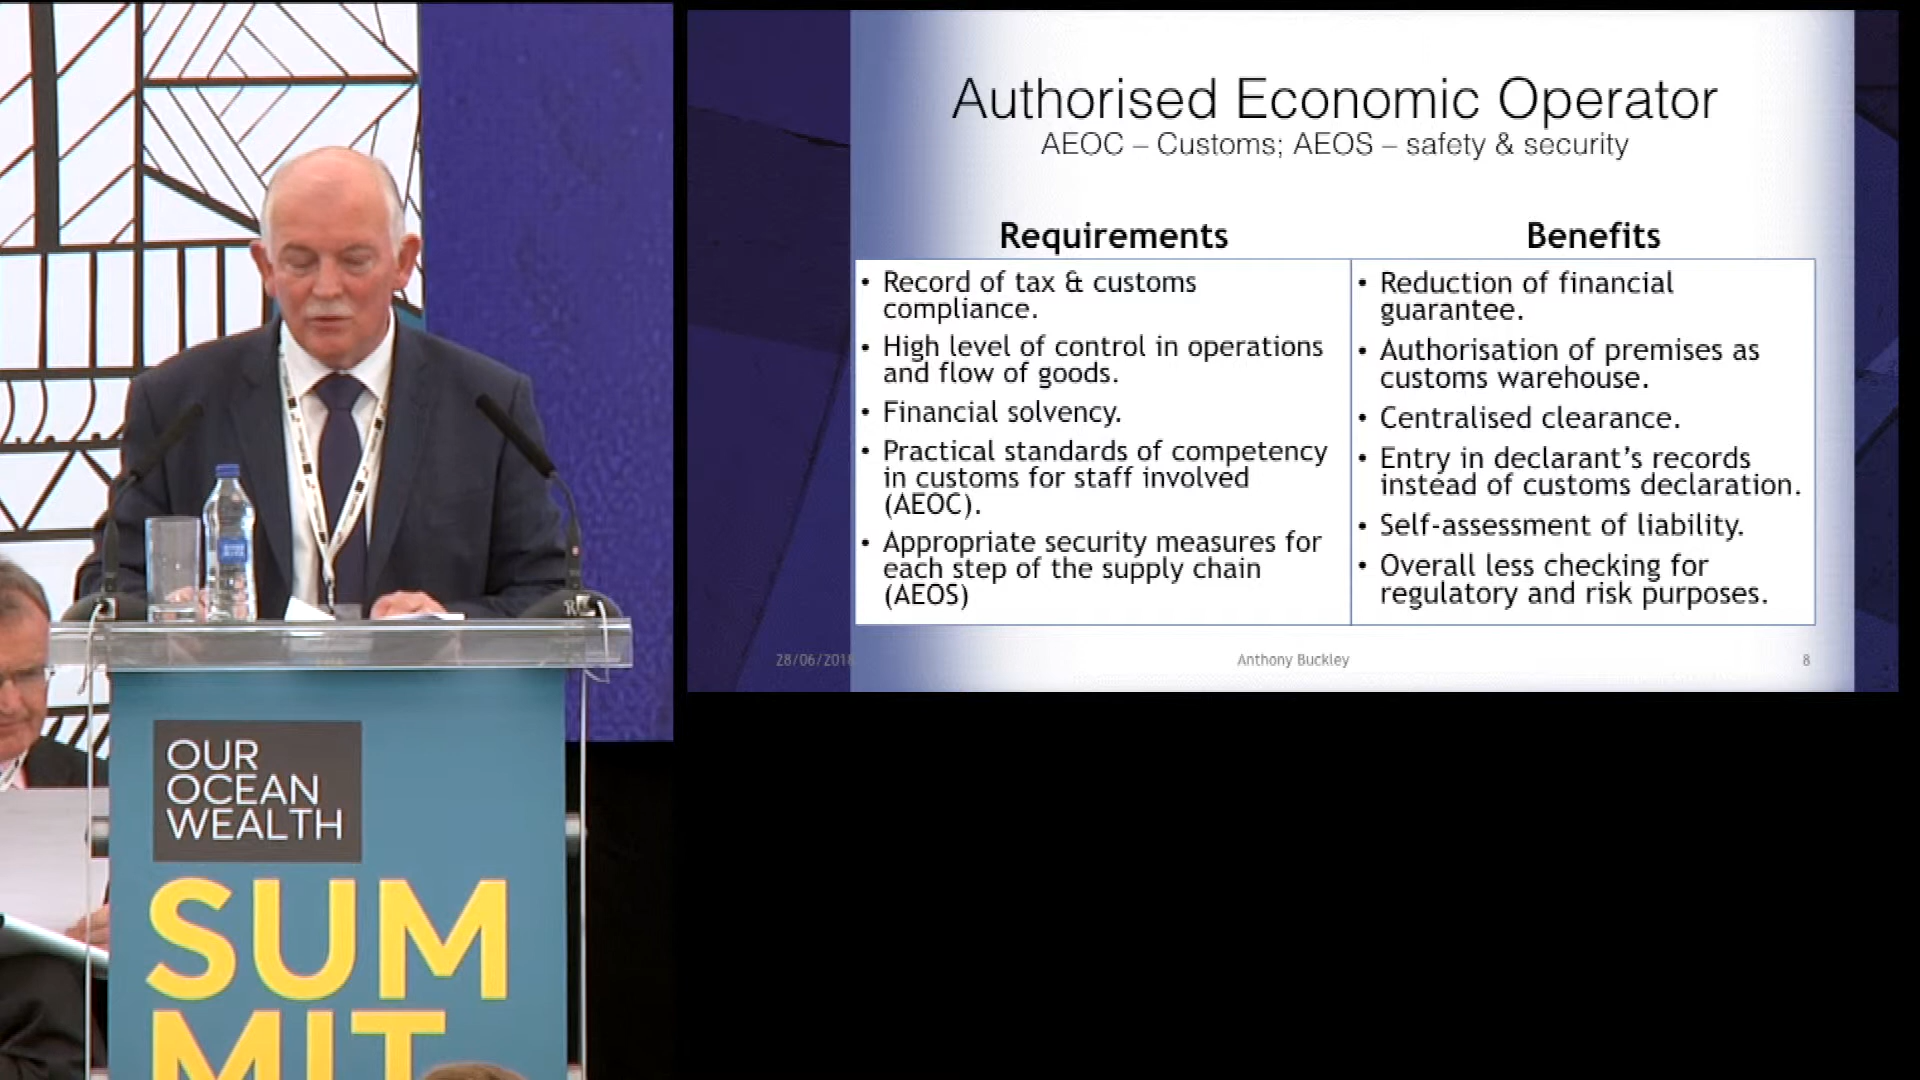 Authorised Economic Operator
AEOC – Customs; AEOS – safety & security
Requirements
• Record of tax & customs
compliance.
• High level of control in operations
and flow of goods.
• Financial solvency.
• Practical standards of competency
in customs for staff involved
(AEOC).
• Appropriate security measures for
each step of the supply chain
(AEOS)
Benefits
• Reduction of financial
guarantee.
• Authorisation of premises as
customs warehouse.
• Centralised clearance.
• Entry in declarant's records
instead of customs declaration.
• Self-assessment of liability.
• Overall less checking for
regulatory and risk purposes.
28/06/2018
Anthony Buckley
8
OUR
OCEAN
WEALTH
SUM
MIT